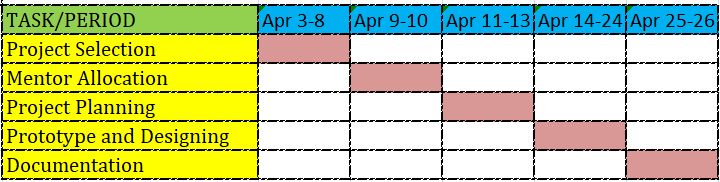 TASK/PERIOD Apr 3-8 Apr 9-10 Apr 11-13 Apr 14-24 Apr 25-26
Project Selection
Mentor Allocation
Project Planning
Prototype and Designing
Documentation